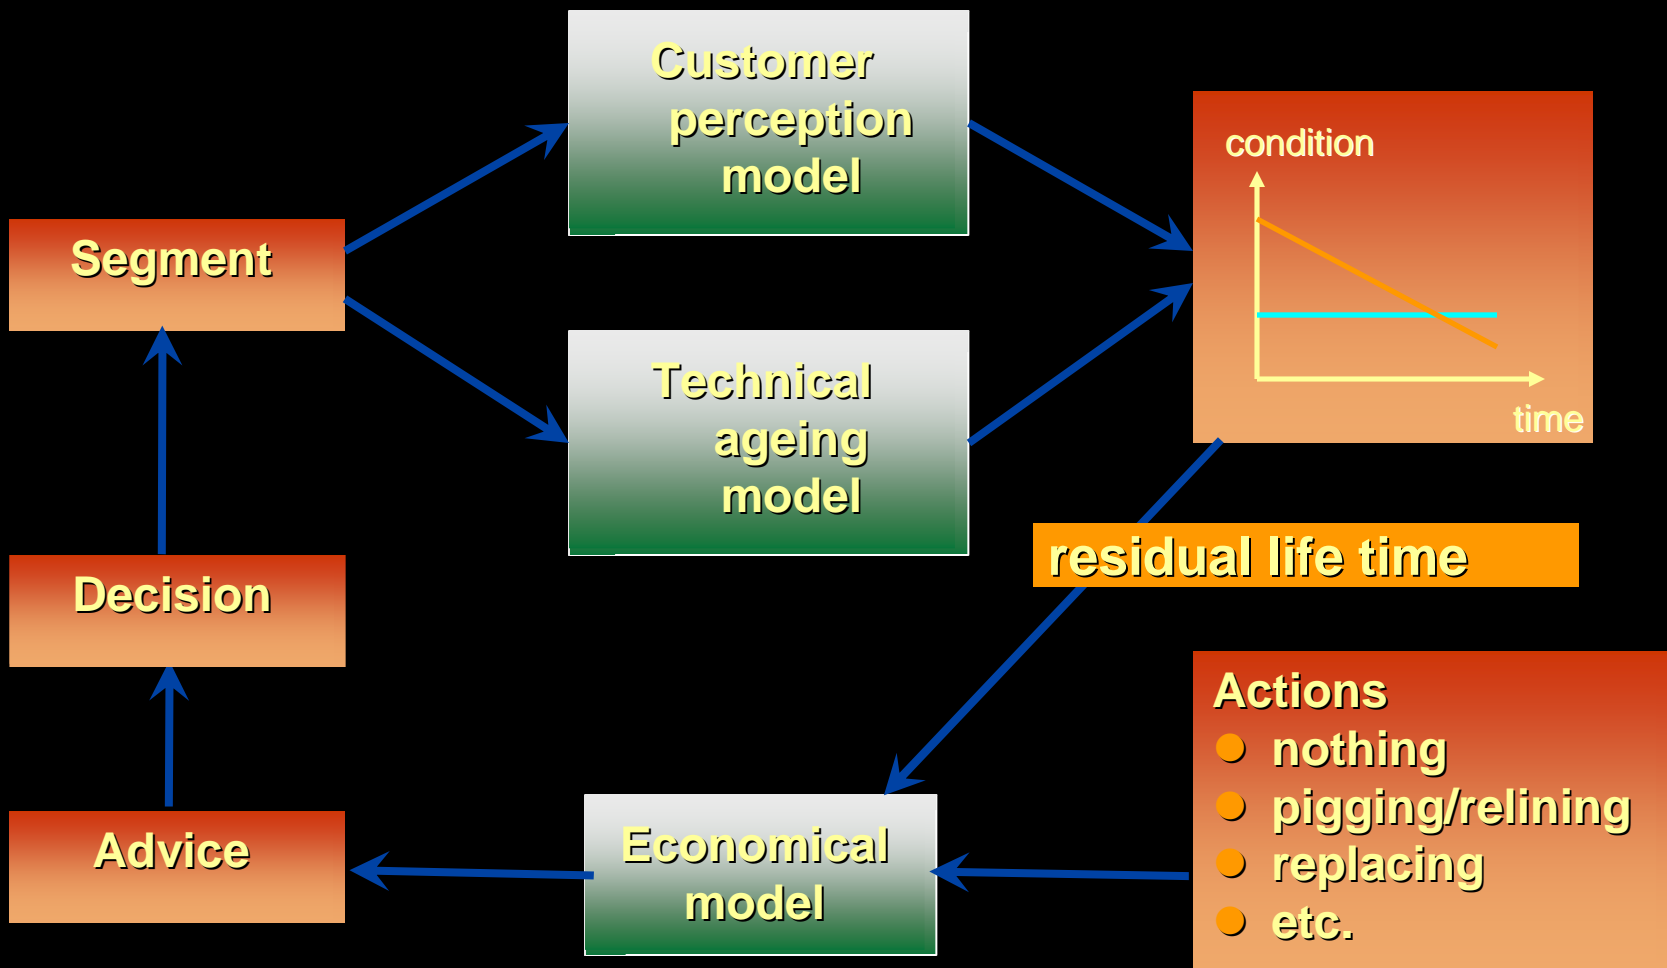 Customer
perception
model
condition
Segment
Technical
ageing
model
time
residual life time
Decision
Actions
nothing
pigging/relining
replacing
etc.
Advice
Economical
model